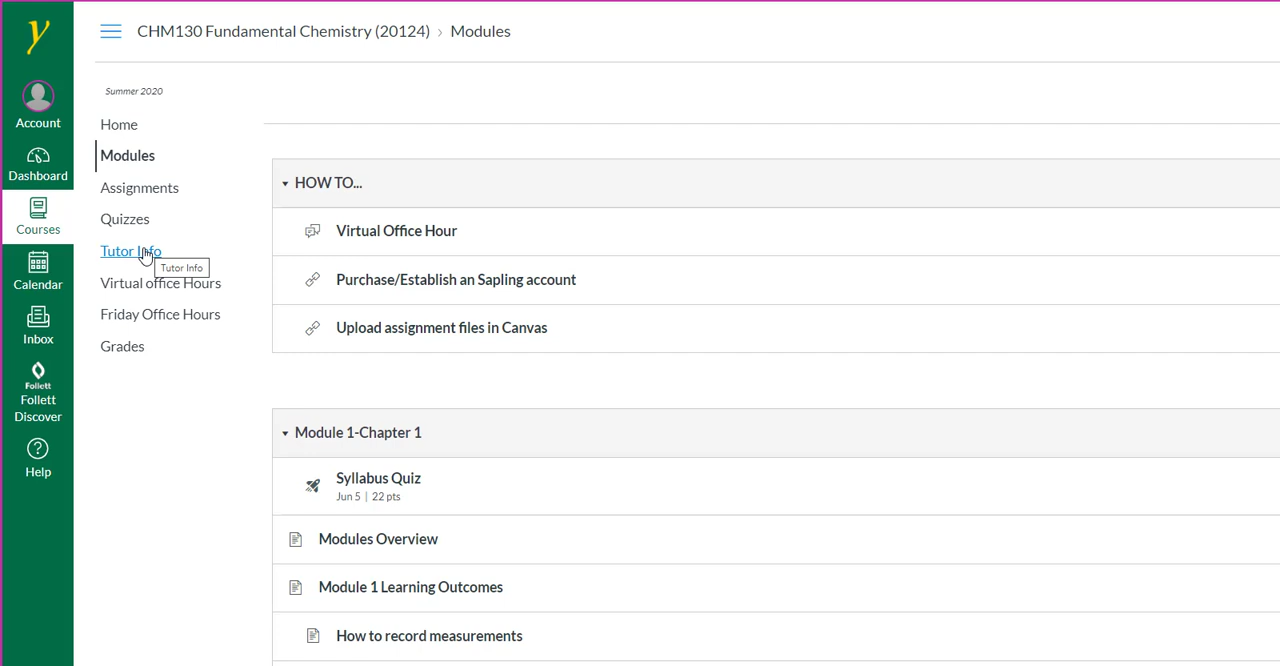 y
CHM130 Fundamental Chemistry (20124) › Modules
Account
Dashboard
Courses
Calendar
Inbox
Follett
Follett
Discover
Help
Summer 2020
Home
Modules
Assignments
Quizzes
Tutor Info
Tutor Info
Virtual office Hours
Friday Office Hours
Grades
HOW TO...
Virtual Office Hour
Purchase/Establish an Sapling account
Upload assignment files in Canvas
Module 1-Chapter 1
Syllabus Quiz
Jun 5 | 22 pts
Modules Overview
Module 1 Learning Outcomes
How to record measurements